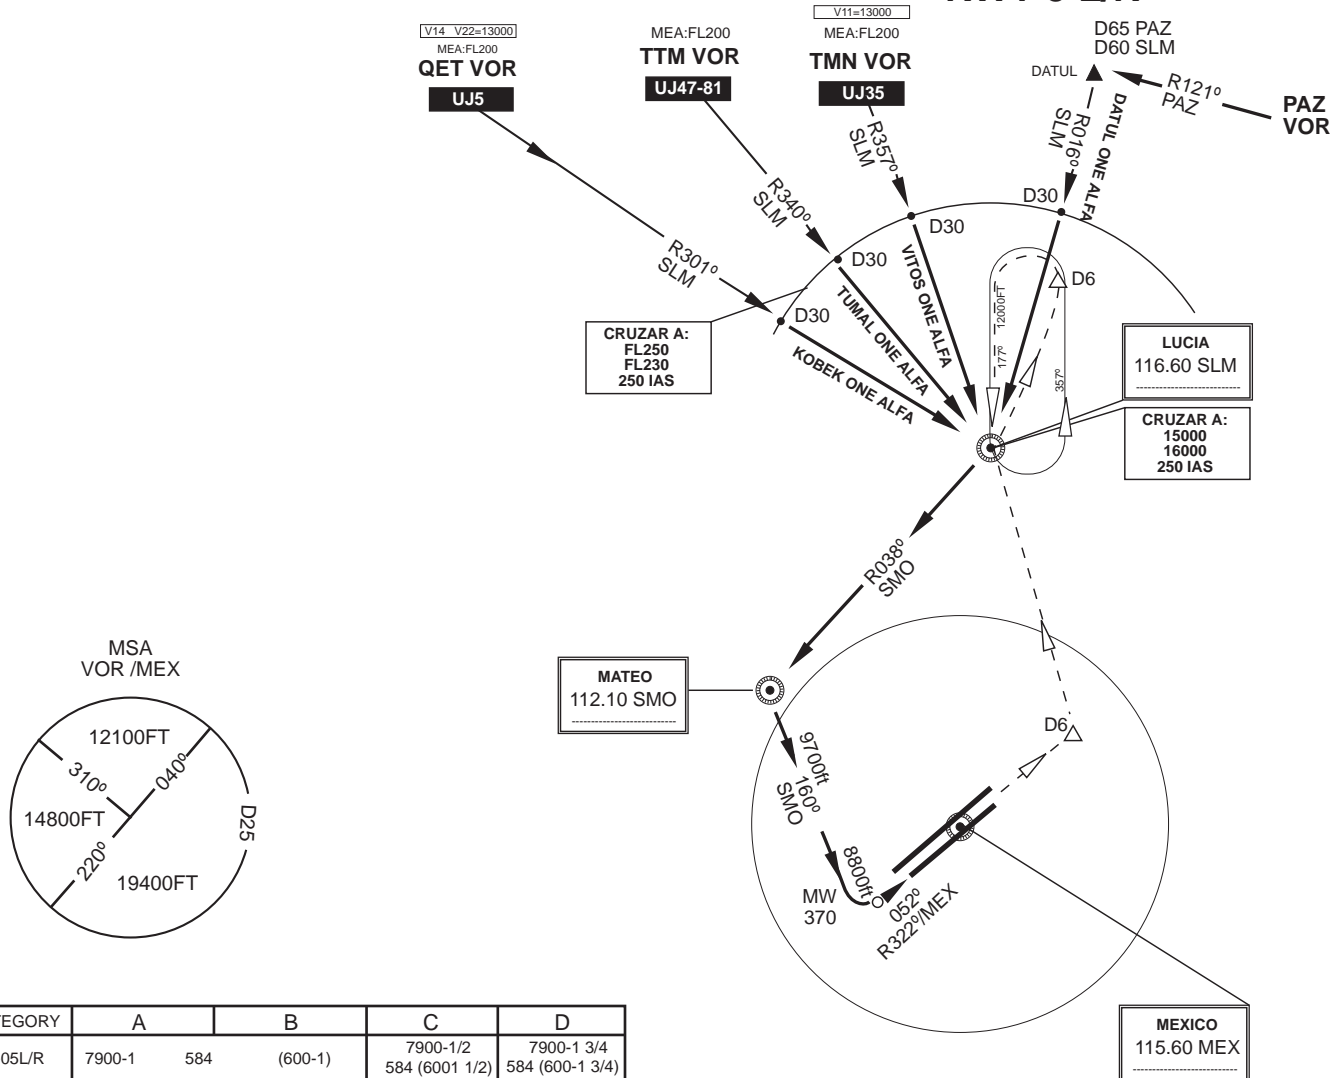 V14 V22=13000
MEA:FL200
QET VOR
UJ5
MEA:FL200
TTM VOR
UJ47-81
V11=13000
MEA:FL200
TMN VOR
UJ35
D65 PAZ
D60 SLM
DATUL
R121º
PAZ
PAZ
VOR
R016º
SLM
DATUL ONE ALFA
R357º
SLM
R340º
SLM
R301º
SLM
D30
D30
D30
D30
VITOS ONE ALFA
TUMAL ONE ALFA
KOBEK ONE ALFA
CRUZAR A:
FL250
FL230
250 IAS
D6
12000FT
177º
357º
LUCIA
116.60 SLM
CRUZAR A:
15000
16000
250 IAS
R038º
SMO
MATEO
112.10 SMO
9700ft
160º
SMO
8800ft
MW
370
052º
R322º/MEX
D6
MEXICO
115.60 MEX
MSA
VOR /MEX
12100FT
310º
040º
14800FT
D25
220º
19400FT
EGORY A B C D
05L/R 7900-1 584 (600-1) 7900-1/2 7900-1 3/4
584 (6001 1/2) 584 (600-1 3/4)